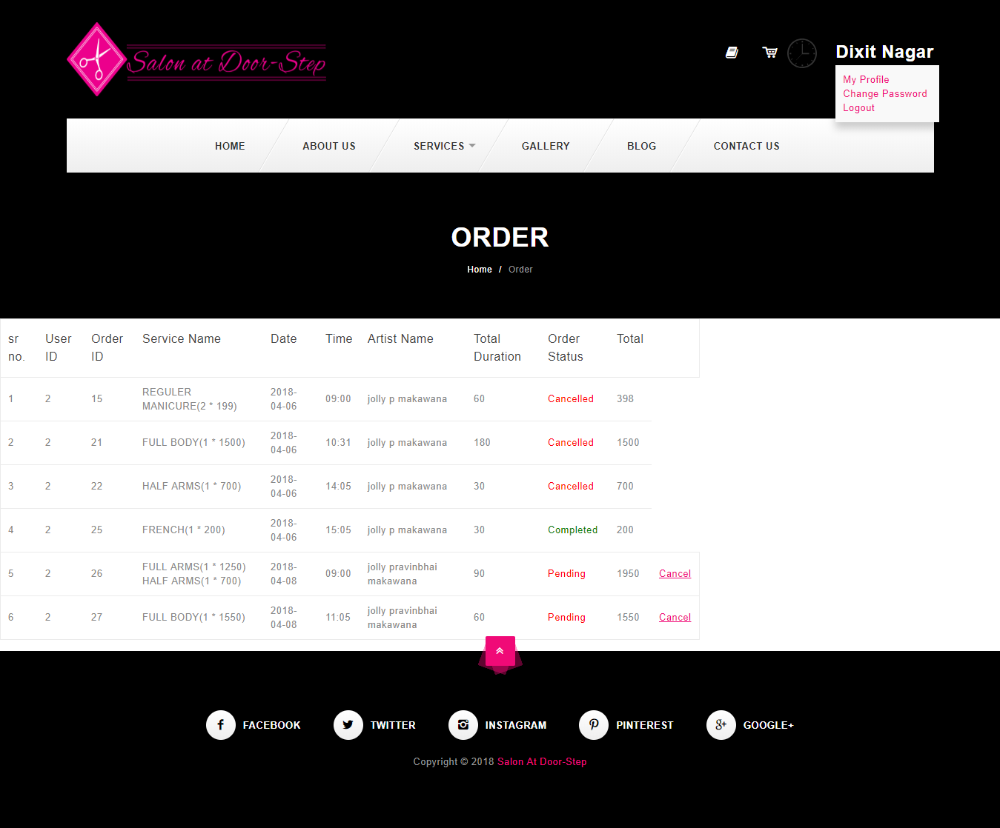 Salon at Door-Step
Dixit Nagar
My Profile
Change Password
Logout
HOME ABOUT US SERVICES GALLERY BLOG CONTACT US
ORDER
Home / Order
sr no. User ID Order ID Service Name Date Time Artist Name Total Duration Order Status Total
1 2 15 REGULER MANICURE(2 * 199) 2018-04-06 09:00 jolly p makawana 60 Cancelled 398
2 2 21 FULL BODY(1 * 1500) 2018-04-06 10:31 jolly p makawana 180 Cancelled 1500
3 2 22 HALF ARMS(1 * 700) 2018-04-06 14:05 jolly p makawana 30 Cancelled 700
4 2 25 FRENCH(1 * 200) 2018-04-06 15:05 jolly p makawana 30 Completed 200
5 2 26 FULL ARMS(1 * 1250) HALF ARMS(1 * 700) 2018-04-08 09:00 jolly pravinbhai makawana 90 Pending 1950 Cancel
6 2 27 FULL BODY(1 * 1550) 2018-04-08 11:05 jolly pravinbhai makawana 60 Pending 1550 Cancel
FACEBOOK TWITTER INSTAGRAM PINTEREST GOOGLE+
Copyright © 2018 Salon At Door-Step